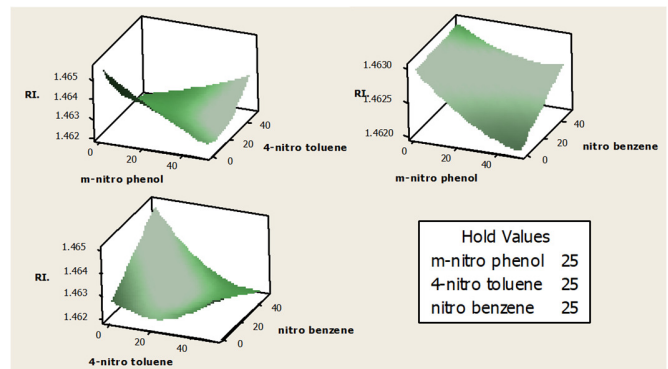 1.465
1.464
1.463
1.462
RI.
0
20
40
m-nitro phenol
0
20
40
4-nitro toluene
1.4630
1.4625
1.4620
RI.
0
20
40
m-nitro phenol
0
20
40
nitro benzene
1.465
1.464
1.463
1.462
RI.
0
20
40
4-nitro toluene
0
20
40
nitro benzene
Hold Values
m-nitro phenol 25
4-nitro toluene 25
nitro benzene 25